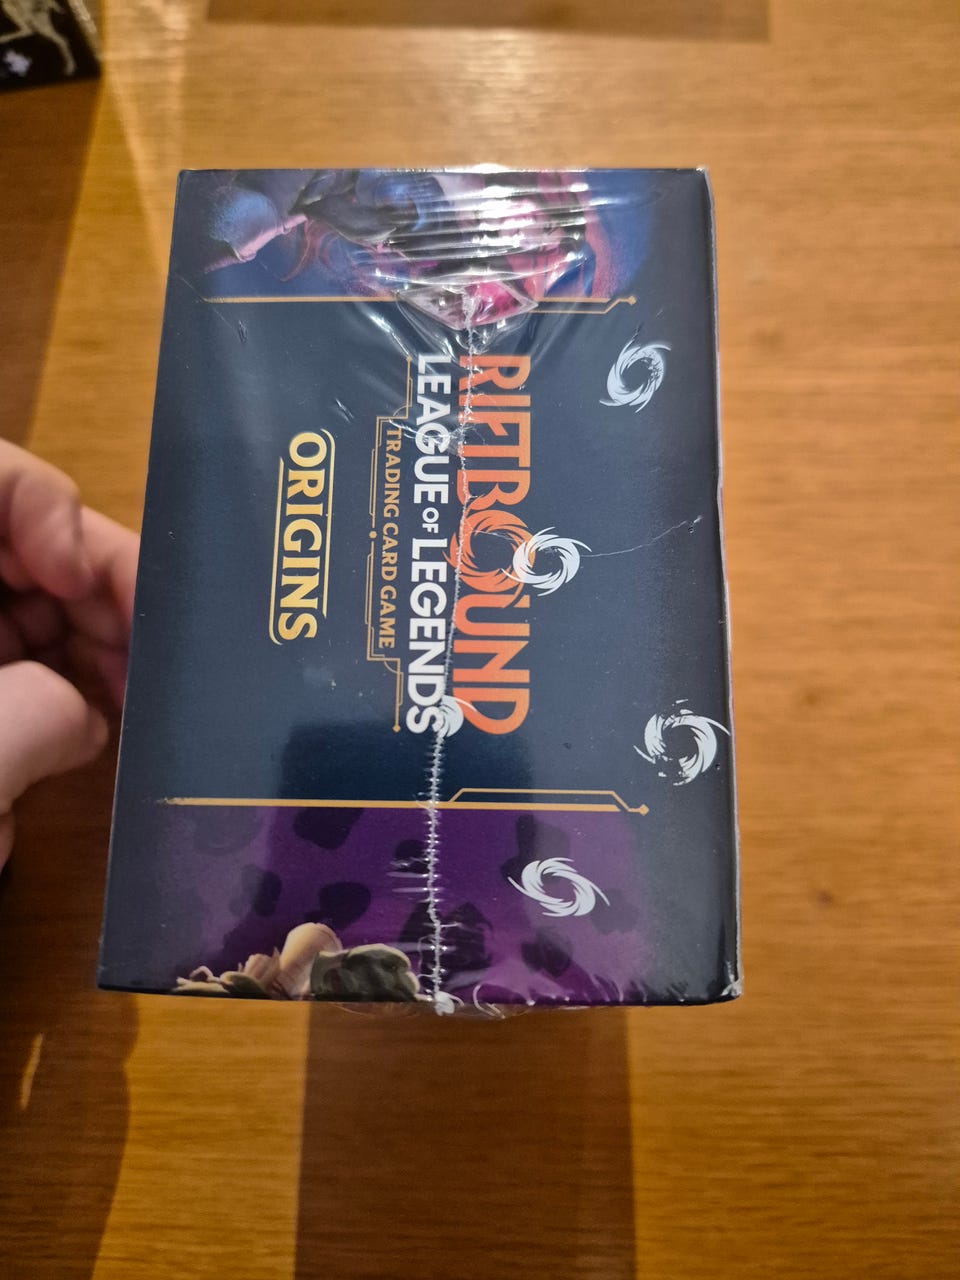 RIFTBOUND
LEAGUE OF LEGENDS
TRADING CARD GAME
ORIGINS